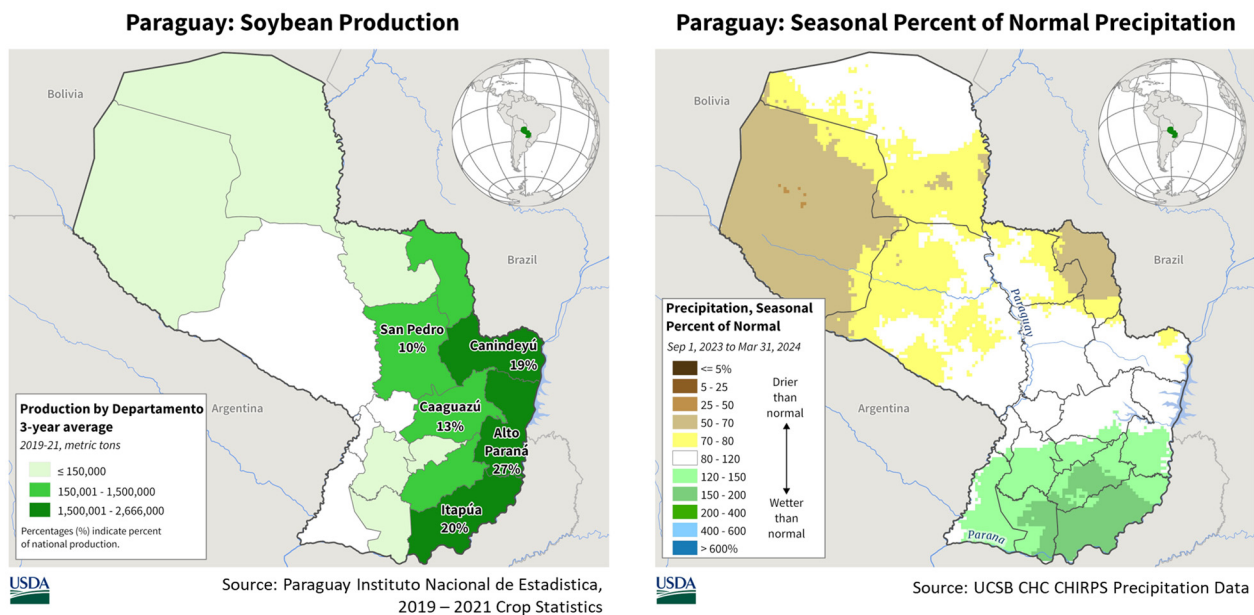 Paraguay: Soybean Production
Bolivia
Brazil
San Pedro
10%
Canindeyú
19%
Caaguazú
13%
Alto
Paraná
27%
Itapúa
20%
Argentina
Production by Departamento
3-year average
2019-21, metric tons
≤ 150,000
150,001 - 1,500,000
1,500,001 - 2,666,000
Percentages (%) indicate percent
of national production.
USDA
Source: Paraguay Instituto Nacional de Estadistica,
2019 – 2021 Crop Statistics
Paraguay: Seasonal Percent of Normal Precipitation
Bolivia
Brazil
Paraguay
Argentina
Parana
Precipitation, Seasonal
Percent of Normal
Sep 1, 2023 to Mar 31, 2024
<= 5%
5 - 25
25 - 50
50 - 70
70 - 80
80 - 120
120 - 150
150 - 200
200 - 400
400 - 600
> 600%
Drier
than
normal
Wetter
than
normal
USDA
Source: UCSB CHC CHIRPS Precipitation Data